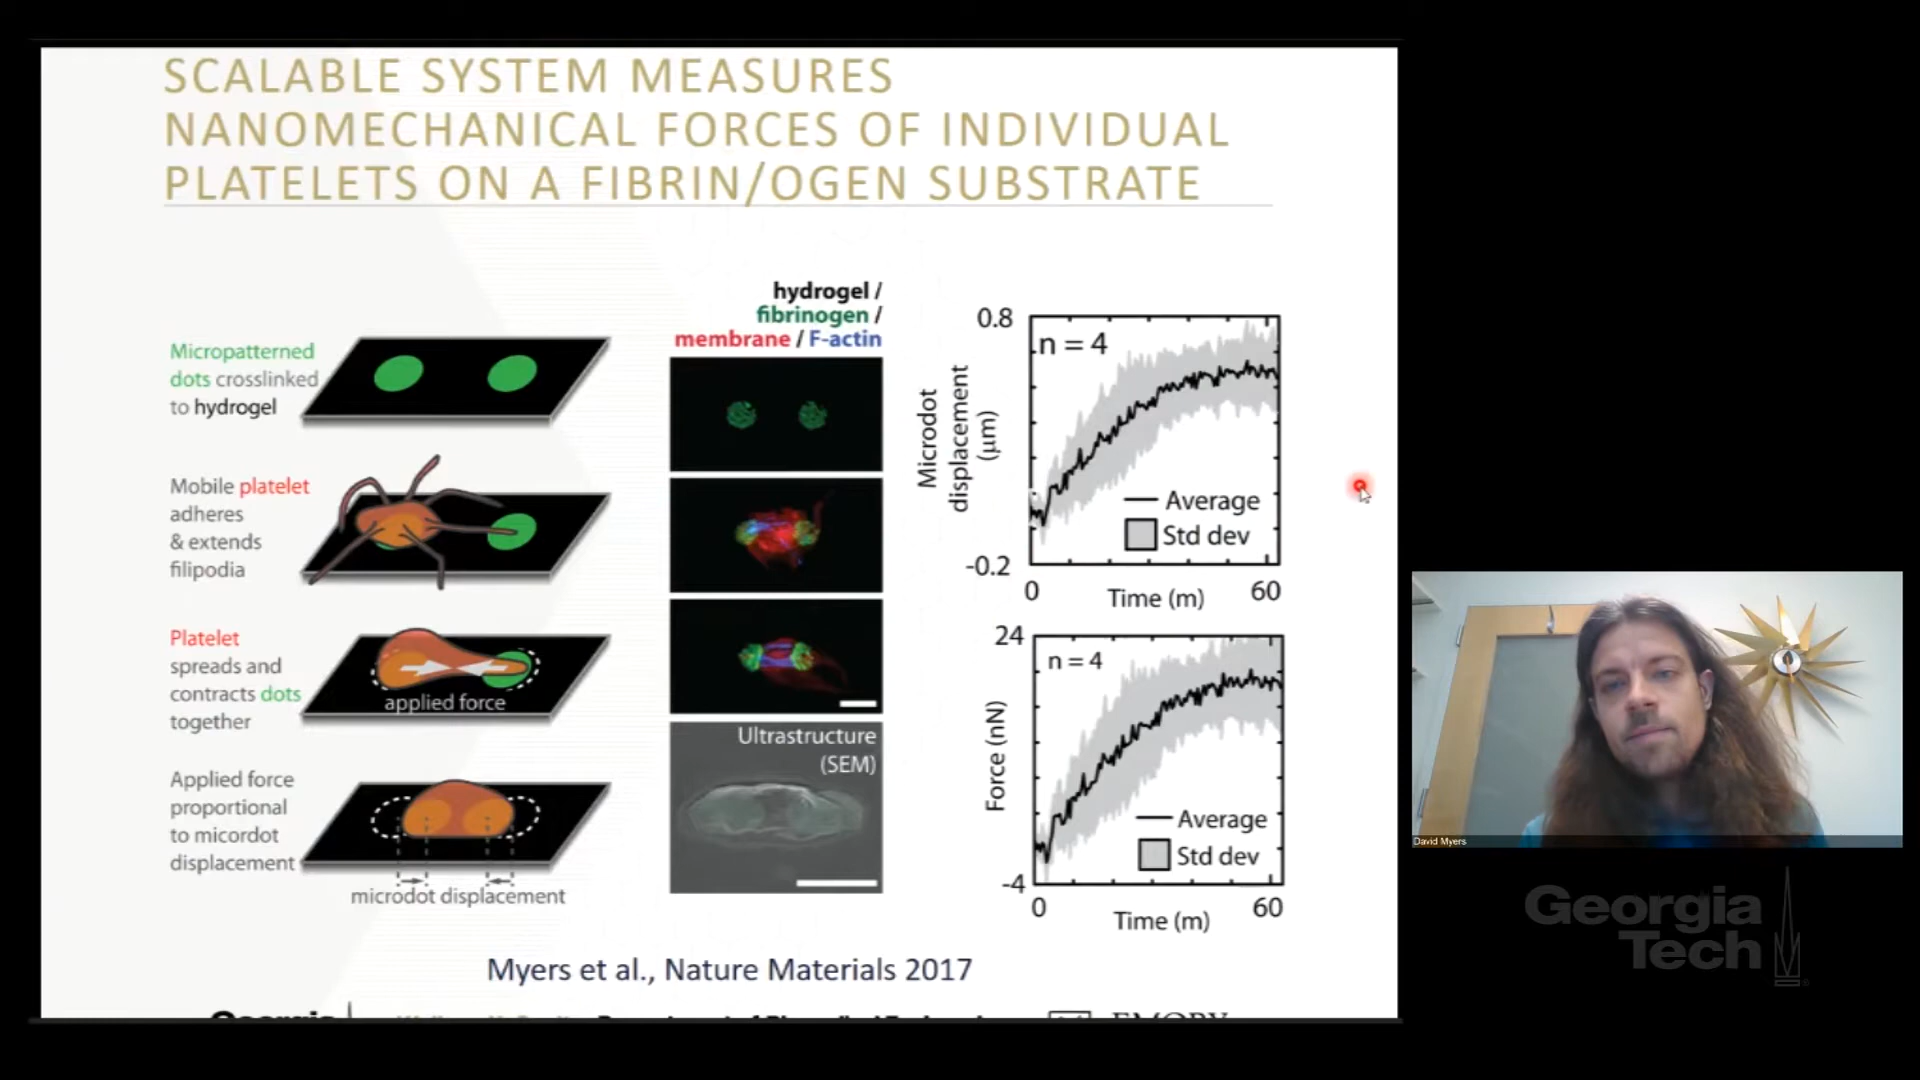 SCALABLE SYSTEM MEASURES
NANOMECHANICAL FORCES OF INDIVIDUAL
PLATELETS ON A FIBRIN/OGEN SUBSTRATE
Micropatterned
dots crosslinked
to hydrogel
Mobile platelet
adheres
& extends
filipodia
Platelet
spreads and
contracts dots
together
applied force
Applied force
proportional
to micordot
displacement
microdot displacement
hydrogel /
fibrinogen /
membrane / F-actin
Ultrastructure
(SEM)
0.8
n = 4
Microdot
displacement
(μm)
Average
Std dev
-0.2
0
60
Time (m)
24
n = 4
Force (nN)
Average
Std dev
-4
0
60
Time (m)
Myers et al., Nature Materials 2017
Georgia
EMORY
David Myers
Georgia
Tech